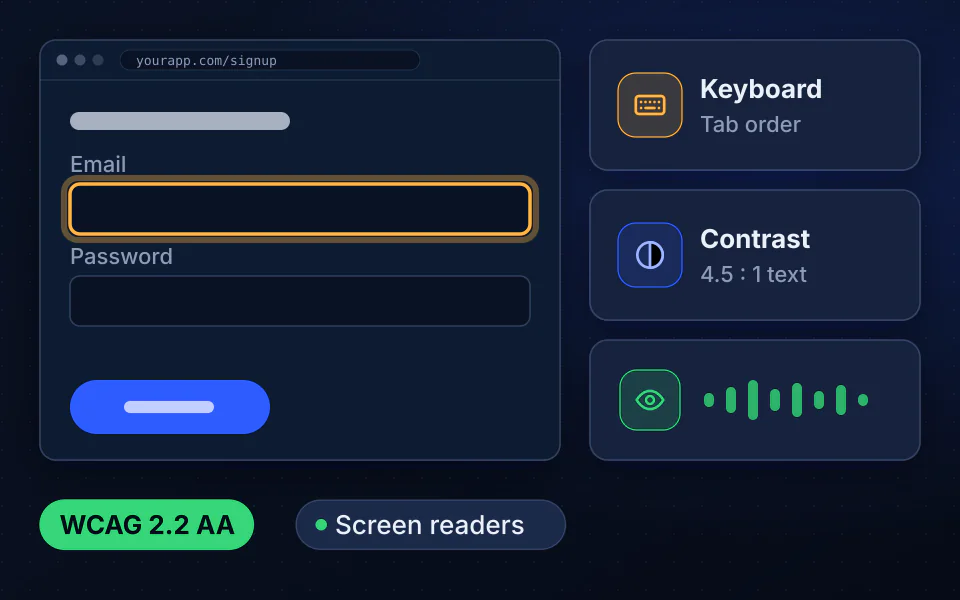 yourapp.com/signup
Email
Password
Keyboard
Tab order
Contrast
4.5 : 1 text
WCAG 2.2 AA
Screen readers